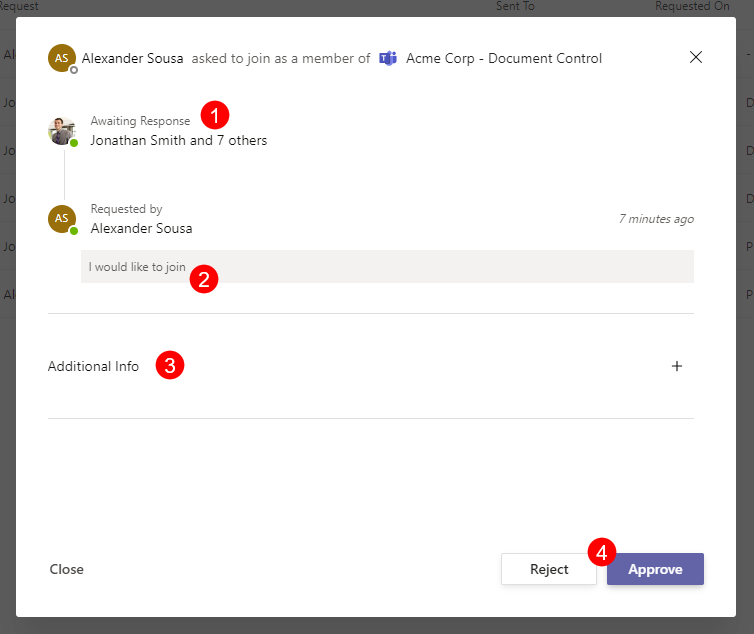 Request Sent To Requested On
AS Alexander Sousa asked to join as a member of Acme Corp - Document Control
Awaiting Response 1
Jonathan Smith and 7 others
Requested by
AS Alexander Sousa 7 minutes ago
I would like to join 2
Additional Info 3 +
4
Close Reject Approve